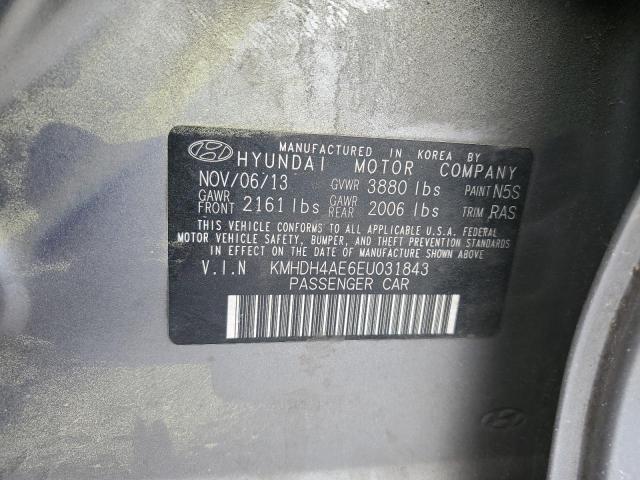 MANUFACTURED IN KOREA BY
HYUNDAI MOTOR COMPANY
NOV/06/13 GVWR 3880 lbs PAINT N5S
GAWR FRONT 2161 lbs GAWR REAR 2006 lbs TRIM RAS
THIS VEHICLE CONFORMS TO ALL APPLICABLE U.S.A. FEDERAL
MOTOR VEHICLE SAFETY, BUMPER, AND THEFT PREVENTION STANDARDS
IN EFFECT ON THE DATE OF MANUFACTURE SHOWN ABOVE.
V.I.N KMHDH4AE6EU031843
PASSENGER CAR